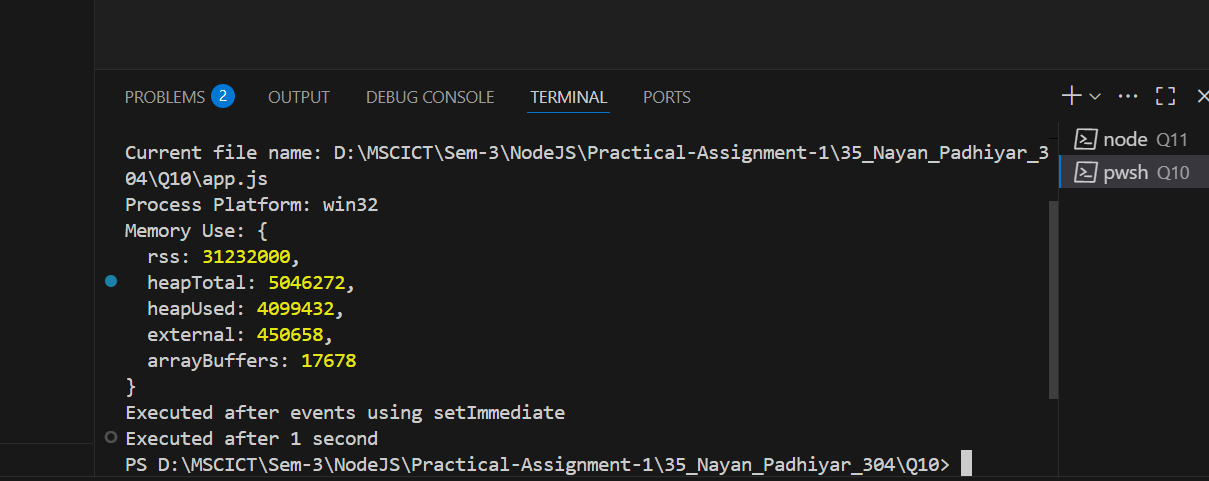 PROBLEMS 2 OUTPUT DEBUG CONSOLE TERMINAL PORTS
node Q11
pwsh Q10
Current file name: D:\MSCICT\Sem-3\NodeJS\Practical-Assignment-1\35_Nayan_Padhiyar_3
04\Q10\app.js
Process Platform: win32
Memory Use: {
  rss: 31232000,
  heapTotal: 5046272,
  heapUsed: 4099432,
  external: 450658,
  arrayBuffers: 17678
}
Executed after events using setImmediate
Executed after 1 second
PS D:\MSCICT\Sem-3\NodeJS\Practical-Assignment-1\35_Nayan_Padhiyar_304\Q10>